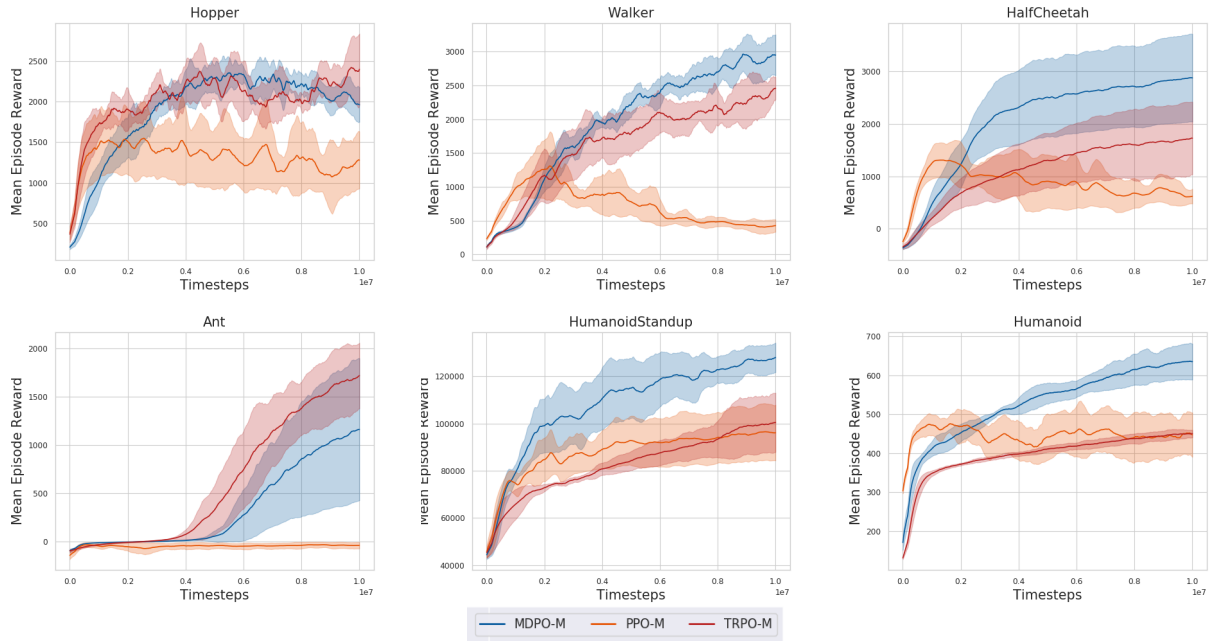 Hopper
Mean Episode Reward
2500
2000
1500
1000
500
0.0 0.2 0.4 0.6 0.8 1.0
1e7
Timesteps
Walker
Mean Episode Reward
3000
2500
2000
1500
1000
500
0
0.0 0.2 0.4 0.6 0.8 1.0
1e7
Timesteps
HalfCheetah
Mean Episode Reward
3000
2000
1000
0
0.0 0.2 0.4 0.6 0.8 1.0
1e7
Timesteps
Ant
Mean Episode Reward
2000
1500
1000
500
0
0.0 0.2 0.4 0.6 0.8 1.0
1e7
Timesteps
HumanoidStandup
Mean Episode Reward
120000
100000
80000
60000
40000
0.0 0.2 0.4 0.6 0.8 1.0
1e7
Timesteps
Humanoid
Mean Episode Reward
700
600
500
400
300
200
0.0 0.2 0.4 0.6 0.8 1.0
1e7
Timesteps
MDPO-M PPO-M TRPO-M